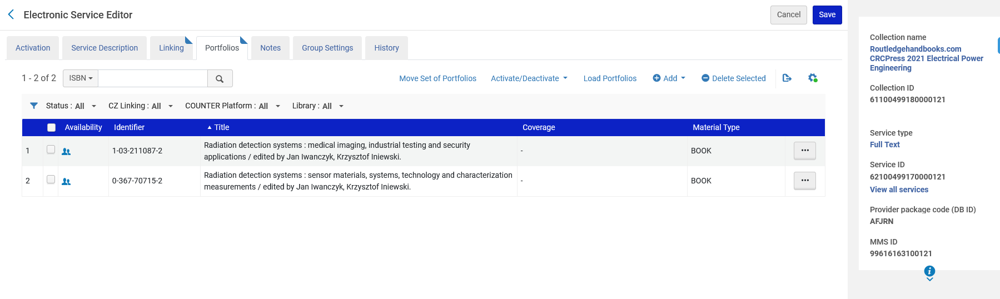 Electronic Service Editor
Cancel
Save
Activation
Service Description
Linking
Portfolios
Notes
Group Settings
History
1 - 2 of 2
ISBN
Move Set of Portfolios
Activate/Deactivate
Load Portfolios
Add
Delete Selected
Status : All
CZ Linking : All
COUNTER Platform : All
Library : All
Availability
Identifier
Title
Coverage
Material Type
1
1-03-211087-2
Radiation detection systems : medical imaging, industrial testing and security
applications / edited by Jan Iwanczyk, Krzysztof Iniewski.
-
BOOK
...
2
0-367-70715-2
Radiation detection systems : sensor materials, systems, technology and characterization
measurements / edited by Jan Iwanczyk, Krzysztof Iniewski.
-
BOOK
...
Collection name
Routledgehandbooks.com
CRCPress 2021 Electrical Power
Engineering
Collection ID
61100499180000121
Service type
Full Text
Service ID
62100499170000121
View all services
Provider package code (DB ID)
AFJRN
MMS ID
99616163100121